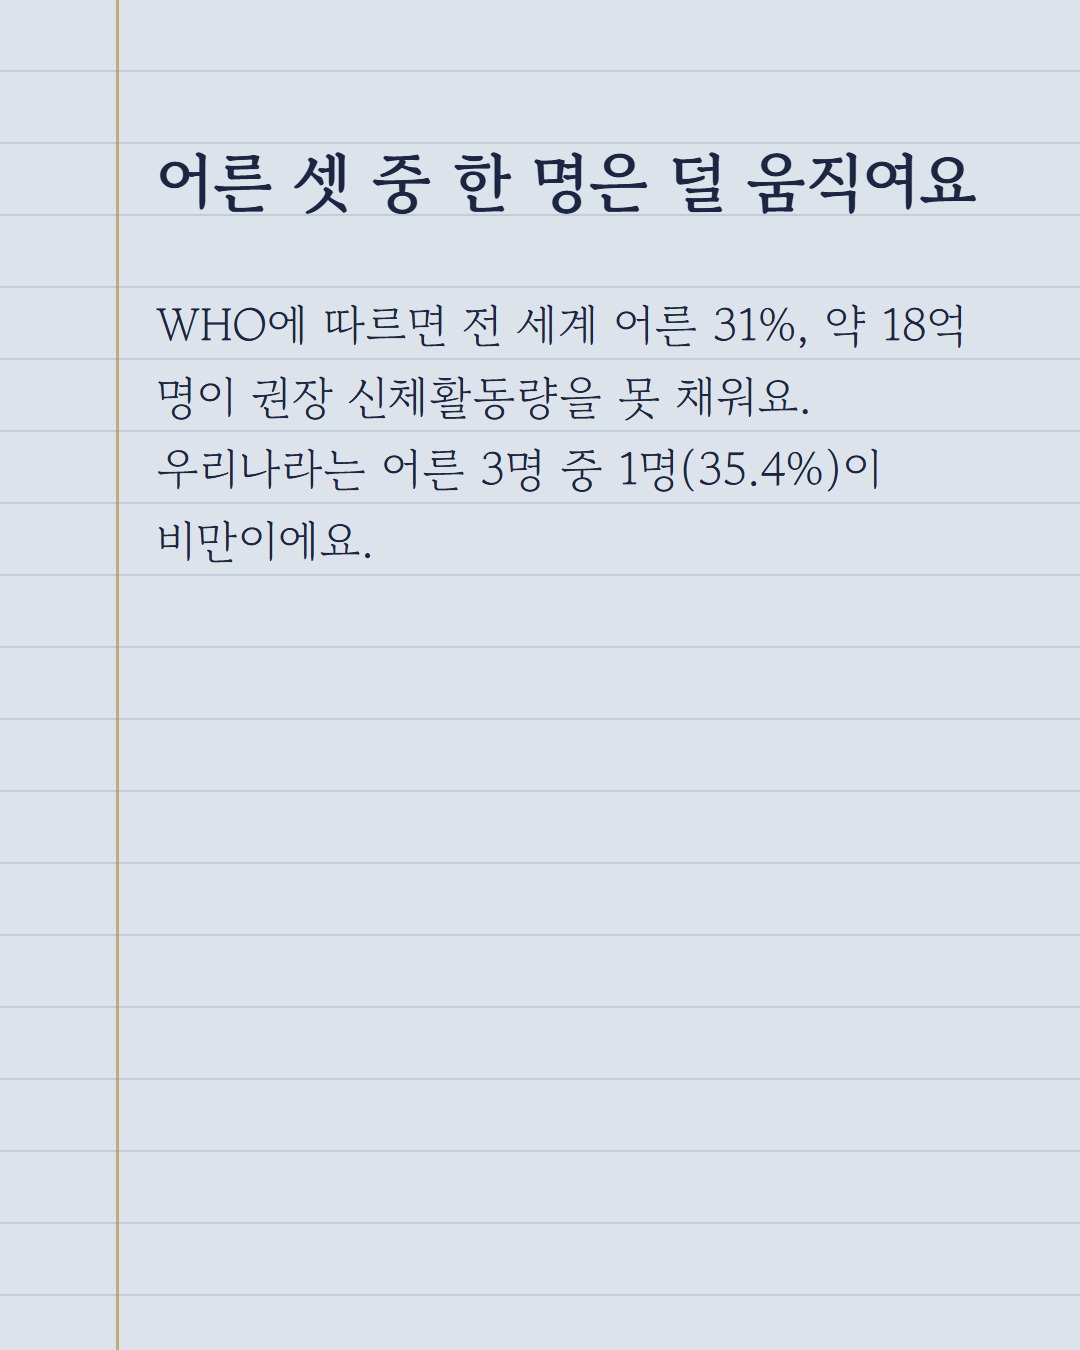 어른 셋 중 한 명은 덜 움직여요
WHO에 따르면 전 세계 어른 31%, 약 18억
명이 권장 신체활동량을 못 채워요.
우리나라는 어른 3명 중 1명(35.4%)이
비만이에요.